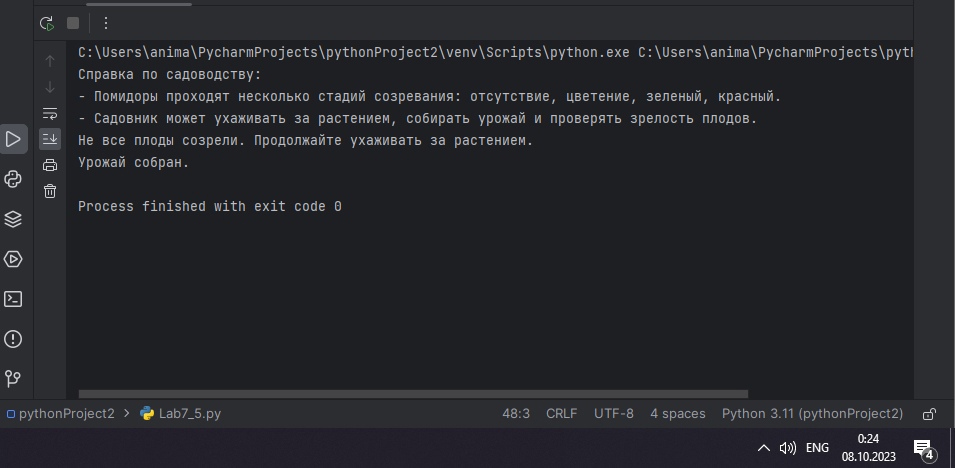 C:\Users\anima\PycharmProjects\pythonProject2\venv\Scripts\python.exe C:\Users\anima\PycharmProjects\pyth
Справка по садоводству:
- Помидоры проходят несколько стадий созревания: отсутствие, цветение, зеленый, красный.
- Садовник может ухаживать за растением, собирать урожай и проверять зрелость плодов.
Не все плоды созрели. Продолжайте ухаживать за растением.
Урожай собран.
Process finished with exit code 0
pythonProject2 > Lab7_5.py 48:3 CRLF UTF-8 4 spaces Python 3.11 (pythonProject2)
ENG 0:24
08.10.2023 4